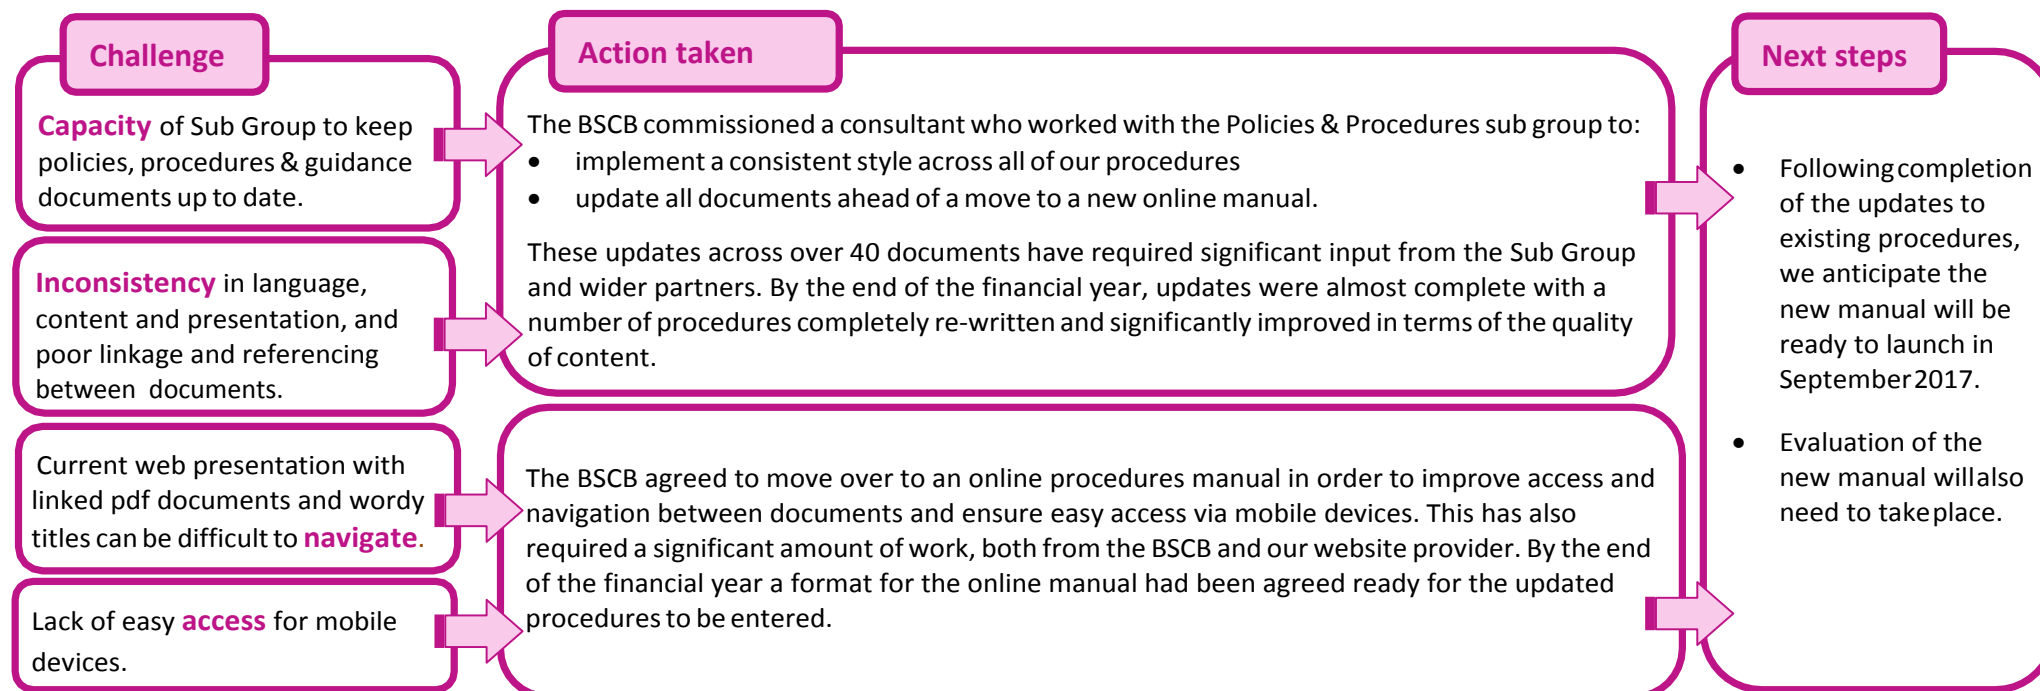 Challenge
Capacity of Sub Group to keep
policies, procedures & guidance
documents up to date.
Inconsistency in language,
content and presentation, and
poor linkage and referencing
between documents.
Current web presentation with
linked pdf documents and wordy
titles can be difficult to navigate.
Lack of easy access for mobile
devices.
Action taken
The BSCB commissioned a consultant who worked with the Policies & Procedures sub group to:
• implement a consistent style across all of our procedures
• update all documents ahead of a move to a new online manual.
These updates across over 40 documents have required significant input from the Sub Group
and wider partners. By the end of the financial year, updates were almost complete with a
number of procedures completely re-written and significantly improved in terms of the quality
of content.
The BSCB agreed to move over to an online procedures manual in order to improve access and
navigation between documents and ensure easy access via mobile devices. This has also
required a significant amount of work, both from the BSCB and our website provider. By the end
of the financial year a format for the online manual had been agreed ready for the updated
procedures to be entered.
Next steps
• Following completion
of the updates to
existing procedures,
we anticipate the
new manual will be
ready to launch in
September 2017.
• Evaluation of the
new manual will also
need to take place.